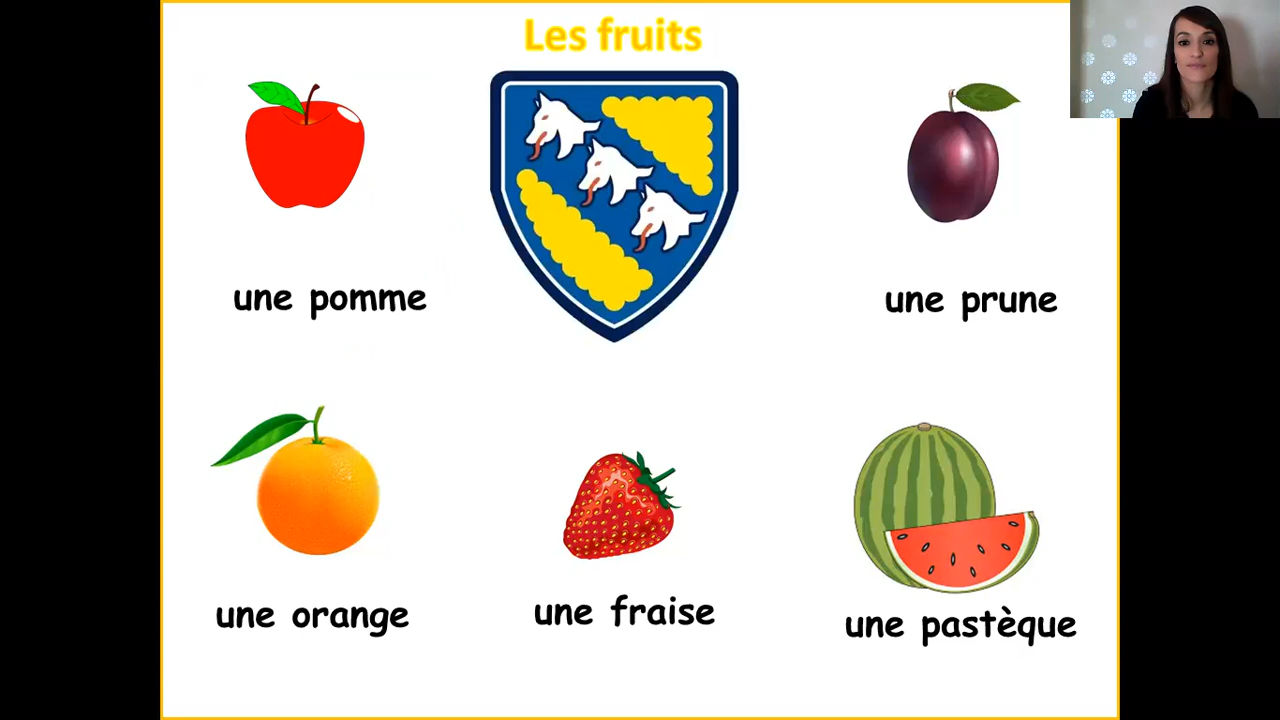 Les fruits
une pomme
une prune
une orange
une fraise
une pastèque